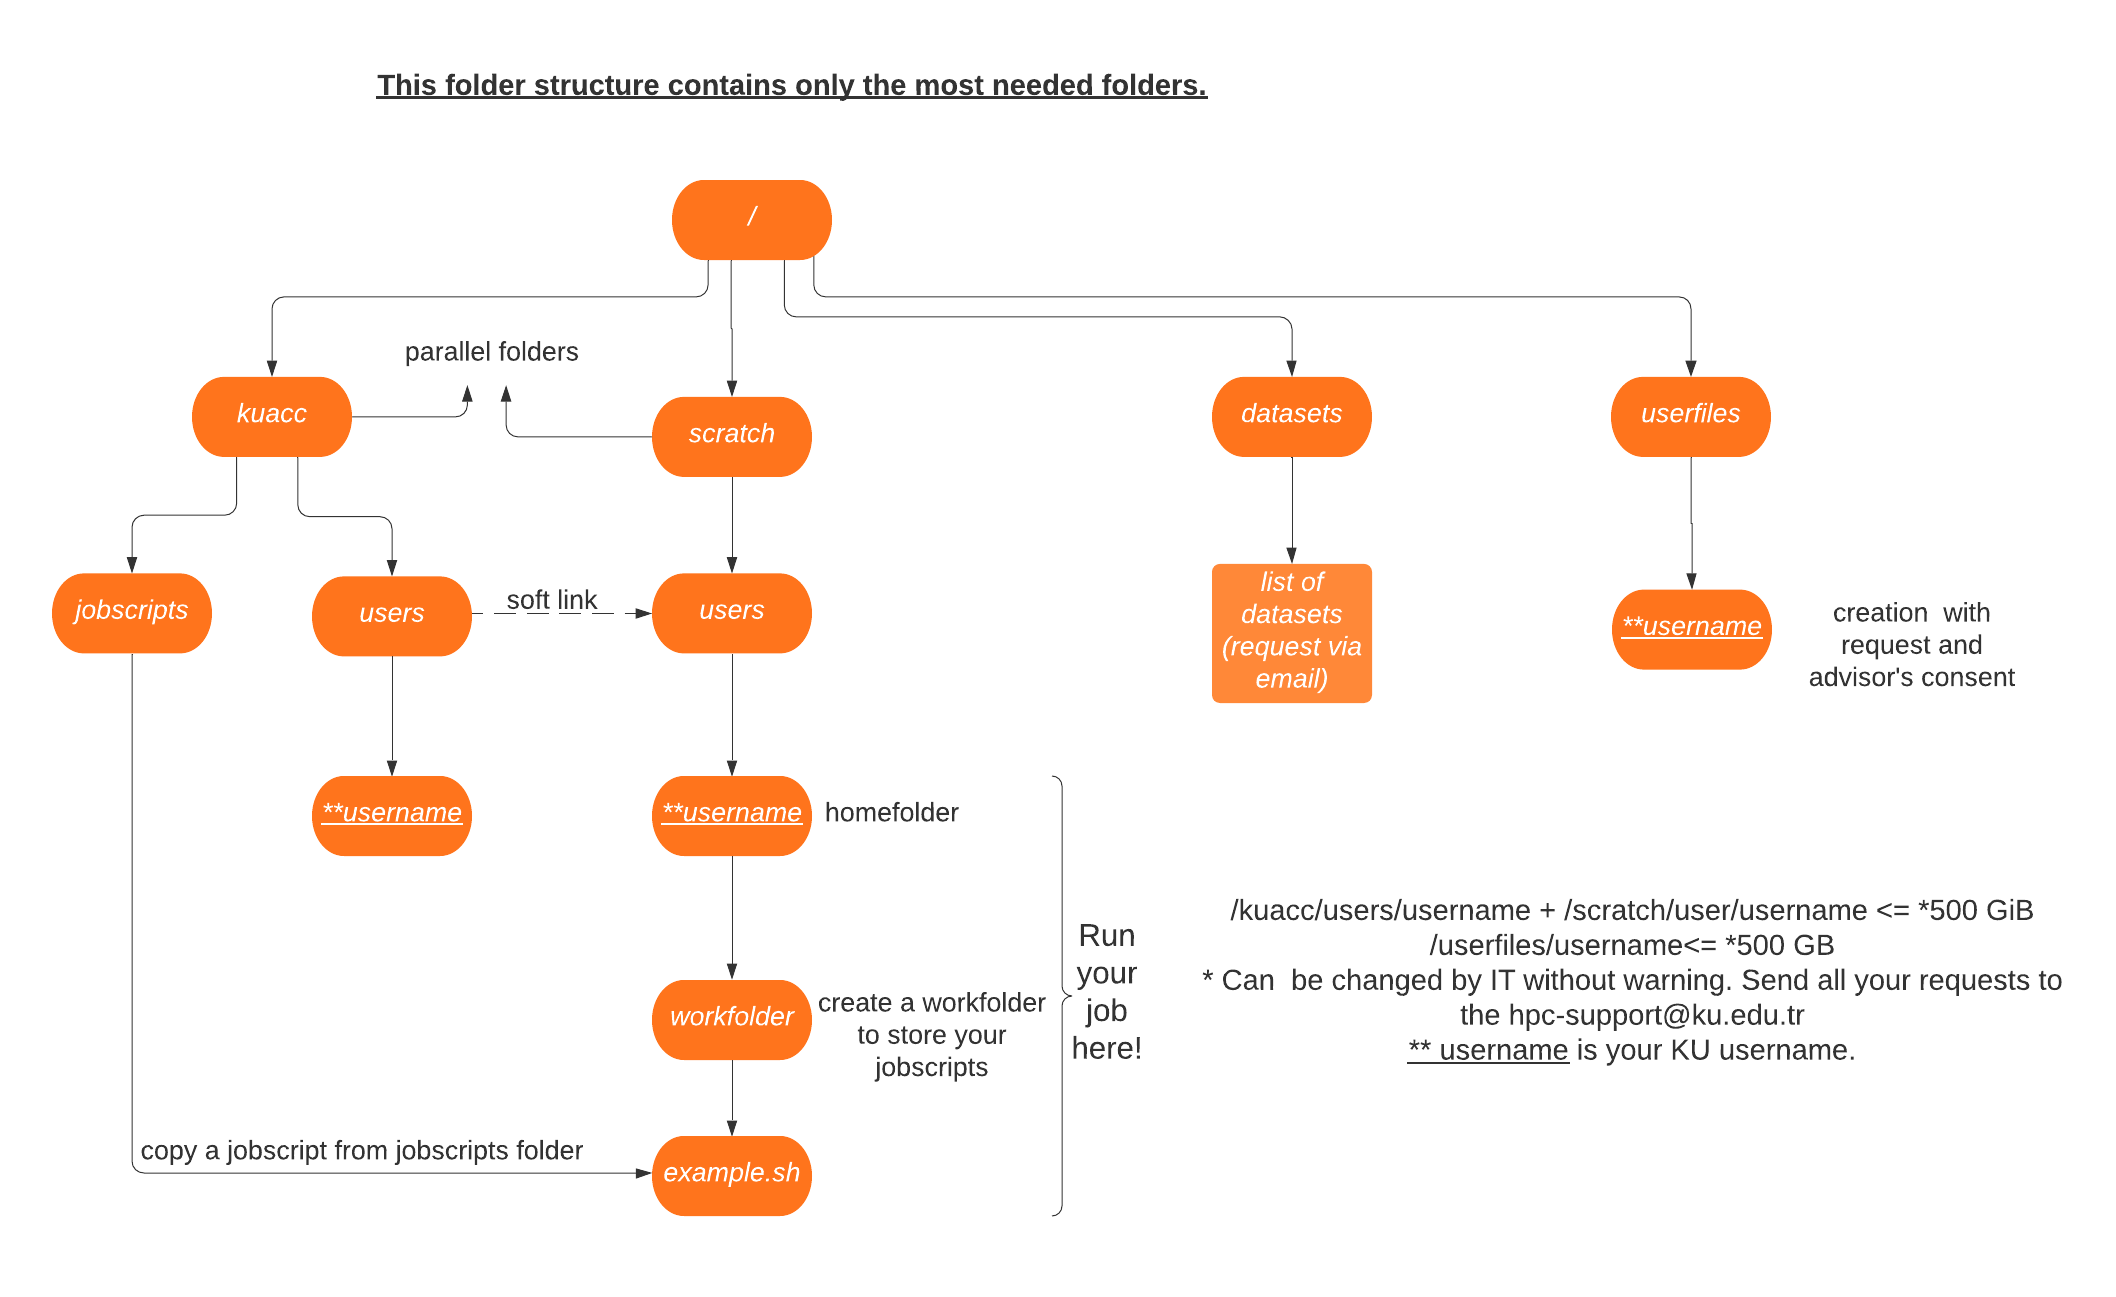 This folder structure contains only the most needed folders.
/
parallel folders
kuacc
scratch
datasets
userfiles
jobscripts
users
soft link
users
list of
datasets
(request via
email)
**username
creation  with
request and
advisor's consent
**username
**username
homefolder
workfolder
create a workfolder
to store your
jobscripts
Run
your
job
here!
/kuacc/users/username + /scratch/user/username <= *500 GiB
/userfiles/username<= *500 GB
* Can  be changed by IT without warning. Send all your requests to
the hpc-support@ku.edu.tr
** username is your KU username.
copy a jobscript from jobscripts folder
example.sh